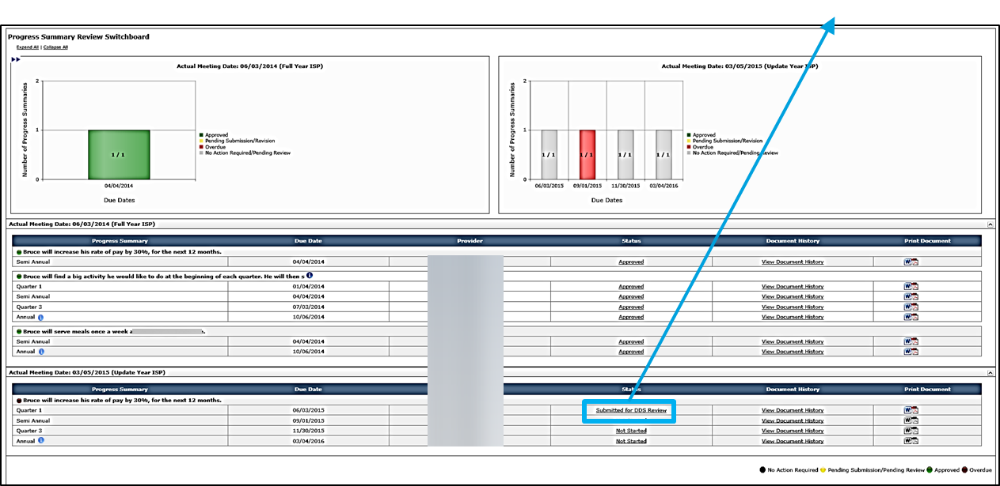 Progress Summary Review Switchboard
Expand All | Collapse All
Actual Meeting Date: 06/03/2014 (Full Year ISP)
Number of Progress Summaries
2
1
0
1 / 1
04/04/2014
Due Dates
Approved
Pending Submission/Revision
Overdue
No Action Required/Pending Review
Actual Meeting Date: 03/05/2015 (Update Year ISP)
Number of Progress Summaries
2
1
0
1 / 1 1 / 1 1 / 1 1 / 1
06/03/2015 09/01/2015 11/30/2015 03/04/2016
Due Dates
Approved
Pending Submission/Revision
Overdue
No Action Required/Pending Review
Actual Meeting Date: 06/03/2014 (Full Year ISP)
Progress Summary Due Date Provider Status Document History Print Document
Bruce will increase his rate of pay by 30%, for the next 12 months.
Semi Annual 04/04/2014 Approved View Document History
Bruce will find a big activity he would like to do at the beginning of each quarter. He will then s
Quarter 1 01/04/2014 Approved View Document History
Semi Annual 04/04/2014 Approved View Document History
Quarter 3 07/03/2014 Approved View Document History
Annual 10/06/2014 Approved View Document History
Bruce will serve meals once a week a
Semi Annual 04/04/2014 Approved View Document History
Annual 10/06/2014 Approved View Document History
Actual Meeting Date: 03/05/2015 (Update Year ISP)
Progress Summary Due Date Status Document History Print Document
Bruce will increase his rate of pay by 30%, for the next 12 months.
Quarter 1 06/03/2015 Submitted for DDS Review View Document History
Semi Annual 09/01/2015 View Document History
Quarter 3 11/30/2015 Not Started View Document History
Annual 03/04/2016 Not Started View Document History
No Action Required Pending Submission/Pending Review Approved Overdue